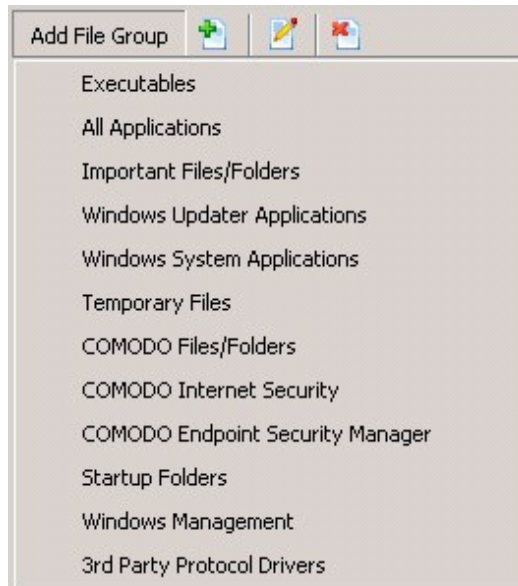 Add File Group
Executables
All Applications
Important Files/Folders
Windows Updater Applications
Windows System Applications
Temporary Files
COMODO Files/Folders
COMODO Internet Security
COMODO Endpoint Security Manager
Startup Folders
Windows Management
3rd Party Protocol Drivers